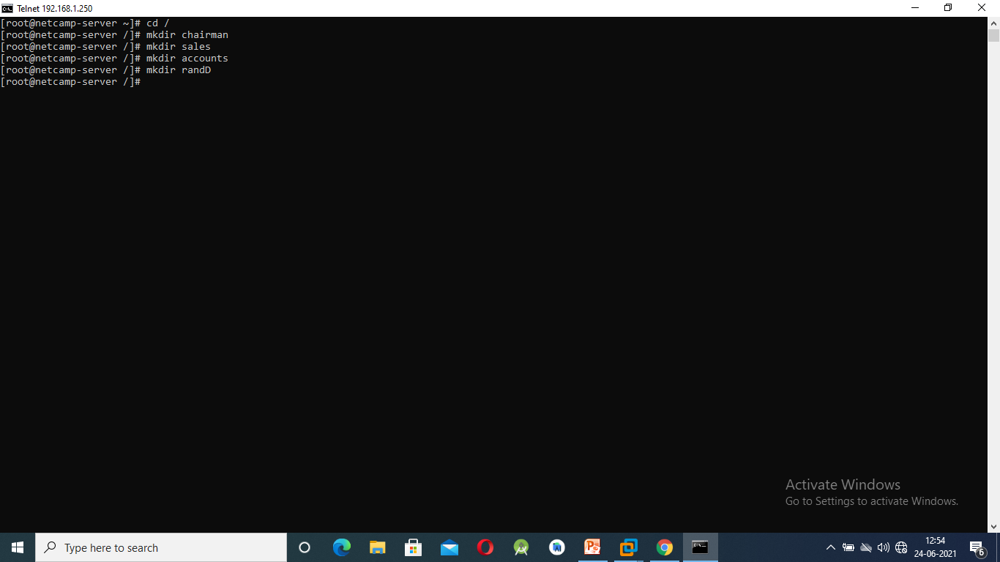 Telnet 192.168.1.250
[root@netcamp-server ~]# cd /
[root@netcamp-server /]# mkdir chairman
[root@netcamp-server /]# mkdir sales
[root@netcamp-server /]# mkdir accounts
[root@netcamp-server /]# mkdir randD
[root@netcamp-server /]#
Activate Windows
Go to Settings to activate Windows.
Type here to search
12:54
24-06-2021
6